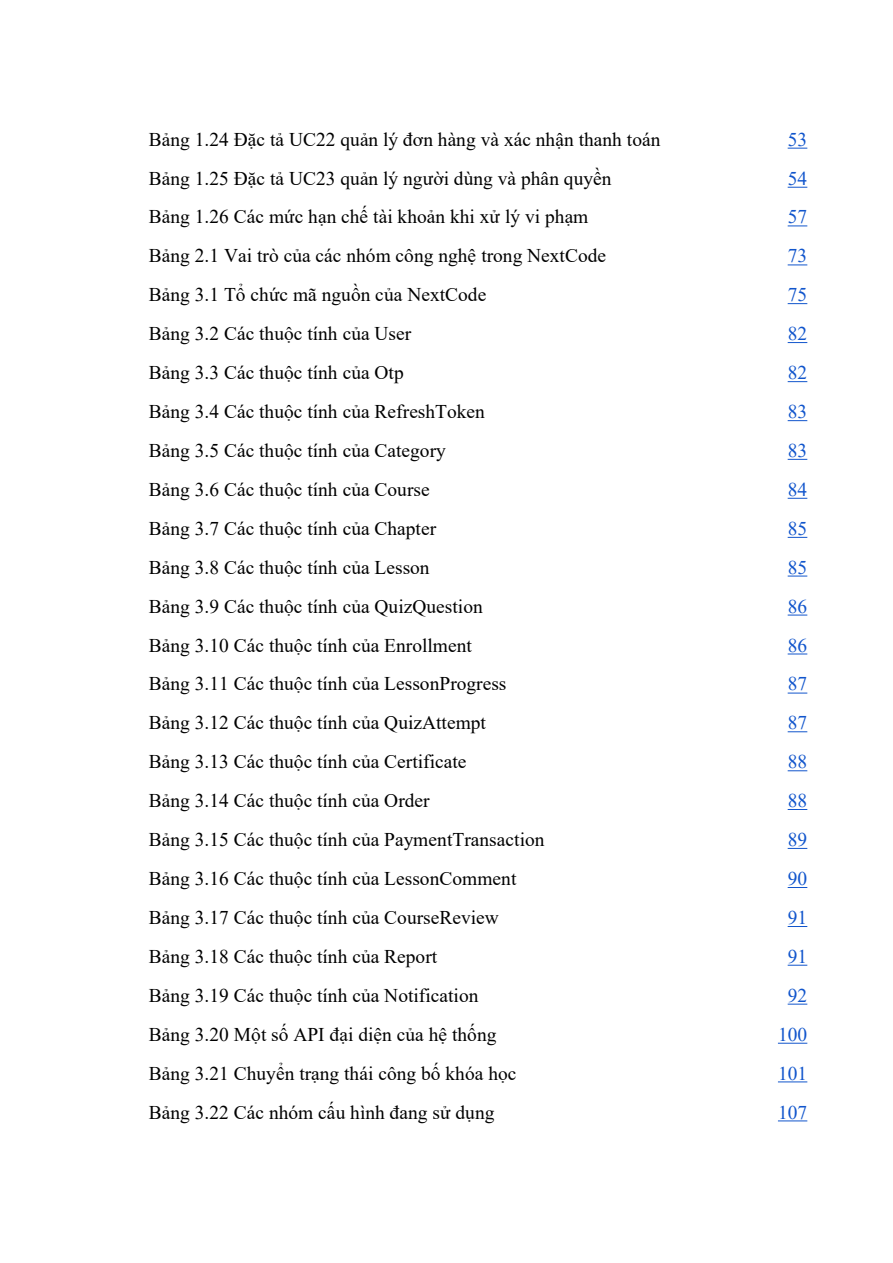 Bảng 1.24 Đặc tả UC22 quản lý đơn hàng và xác nhận thanh toán 53
Bảng 1.25 Đặc tả UC23 quản lý người dùng và phân quyền 54
Bảng 1.26 Các mức hạn chế tài khoản khi xử lý vi phạm 57
Bảng 2.1 Vai trò của các nhóm công nghệ trong NextCode 73
Bảng 3.1 Tổ chức mã nguồn của NextCode 75
Bảng 3.2 Các thuộc tính của User 82
Bảng 3.3 Các thuộc tính của Otp 82
Bảng 3.4 Các thuộc tính của RefreshToken 83
Bảng 3.5 Các thuộc tính của Category 83
Bảng 3.6 Các thuộc tính của Course 84
Bảng 3.7 Các thuộc tính của Chapter 85
Bảng 3.8 Các thuộc tính của Lesson 85
Bảng 3.9 Các thuộc tính của QuizQuestion 86
Bảng 3.10 Các thuộc tính của Enrollment 86
Bảng 3.11 Các thuộc tính của LessonProgress 87
Bảng 3.12 Các thuộc tính của QuizAttempt 87
Bảng 3.13 Các thuộc tính của Certificate 88
Bảng 3.14 Các thuộc tính của Order 88
Bảng 3.15 Các thuộc tính của PaymentTransaction 89
Bảng 3.16 Các thuộc tính của LessonComment 90
Bảng 3.17 Các thuộc tính của CourseReview 91
Bảng 3.18 Các thuộc tính của Report 91
Bảng 3.19 Các thuộc tính của Notification 92
Bảng 3.20 Một số API đại diện của hệ thống 100
Bảng 3.21 Chuyển trạng thái công bố khóa học 101
Bảng 3.22 Các nhóm cấu hình đang sử dụng 107